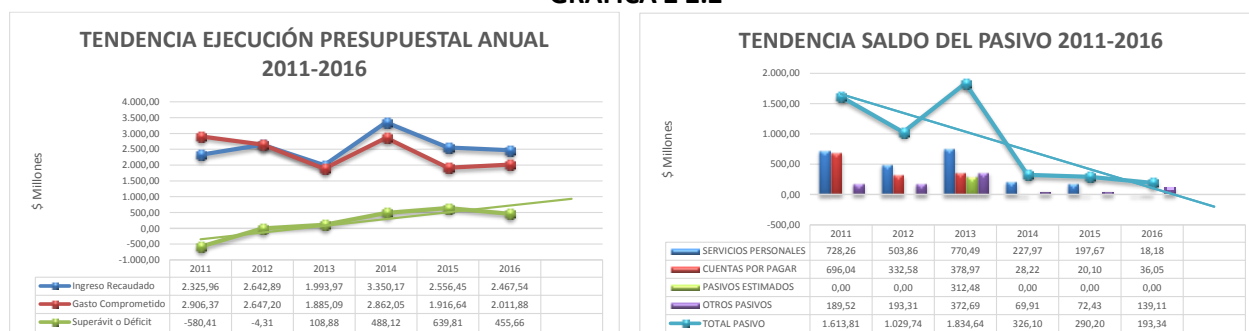 TENDENCIA EJECUCIÓN PRESUPUESTAL ANUAL
2011-2016
$ Millones
4.000,00
3.500,00
3.000,00
2.500,00
2.000,00
1.500,00
1.000,00
500,00
0,00
-500,00
-1.000,00
2011 2012 2013 2014 2015 2016
Ingreso Recaudado 2.325,96 2.642,89 1.993,97 3.350,17 2.556,45 2.467,54
Gasto Comprometido 2.906,37 2.647,20 1.885,09 2.862,05 1.916,64 2.011,88
Superávit o Déficit -580,41 -4,31 108,88 488,12 639,81 455,66
TENDENCIA SALDO DEL PASIVO 2011-2016
$ Millones
2.000,00
1.500,00
1.000,00
500,00
0,00
-500,00
2011 2012 2013 2014 2015 2016
SERVICIOS PERSONALES 728,26 503,86 770,49 227,97 197,67 18,18
CUENTAS POR PAGAR 696,04 332,58 378,97 28,22 20,10 36,05
PASIVOS ESTIMADOS 0,00 0,00 312,48 0,00 0,00 0,00
OTROS PASIVOS 189,52 193,31 372,69 69,91 72,43 139,11
TOTAL PASIVO 1.613,81 1.029,74 1.834,64 326,10 290,20 193,34